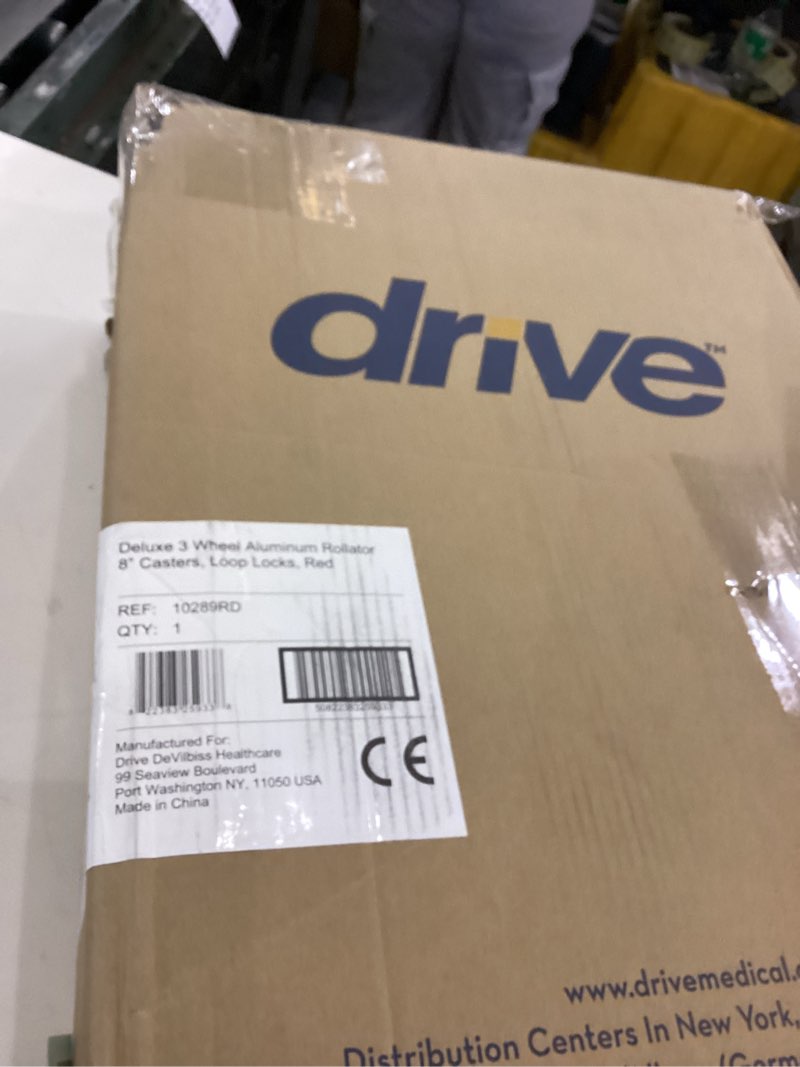 drive™
Deluxe 3 Wheel Aluminum Rollator
8" Casters, Loop Locks, Red
REF: 10289RD
QTY: 1
Manufactured For:
Drive DeVilbiss Healthcare
99 Seaview Boulevard
Port Washington NY, 11050 USA
Made in China
CE
www.drivemedical.
Distribution Centers In New York,